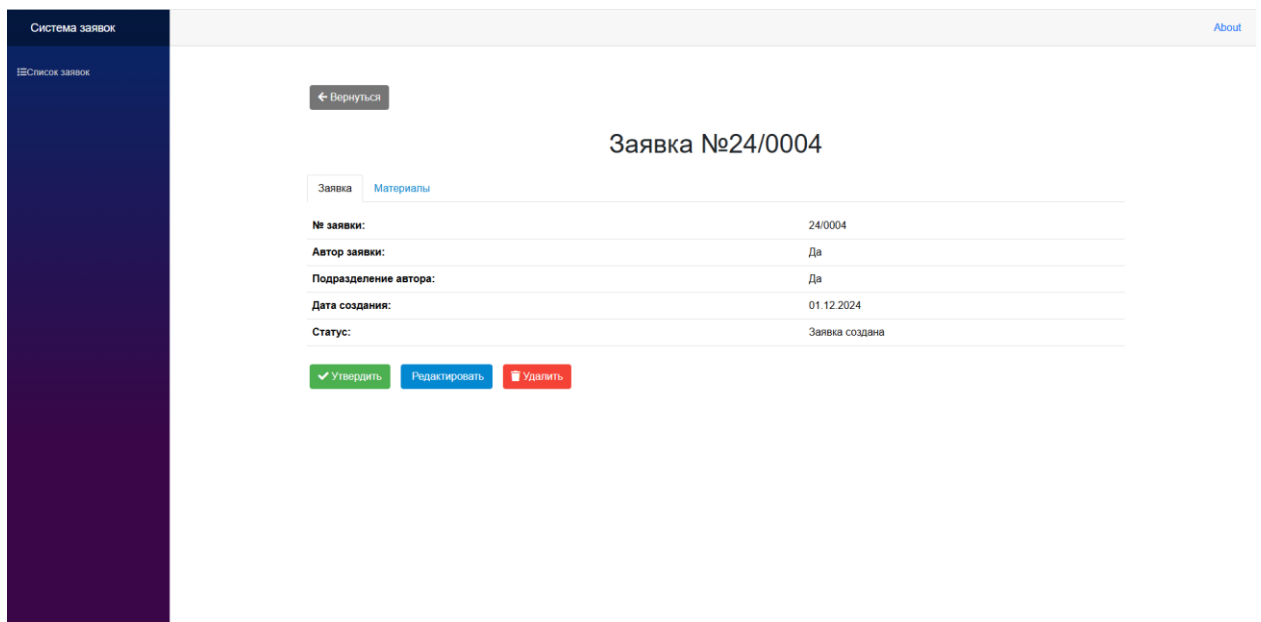 Система заявок
About
Список заявок
Вернуться
Заявка №24/0004
Заявка Материалы
№ заявки: 24/0004
Автор заявки: Да
Подразделение автора: Да
Дата создания: 01.12.2024
Статус: Заявка создана
Утвердить Редактировать Удалить